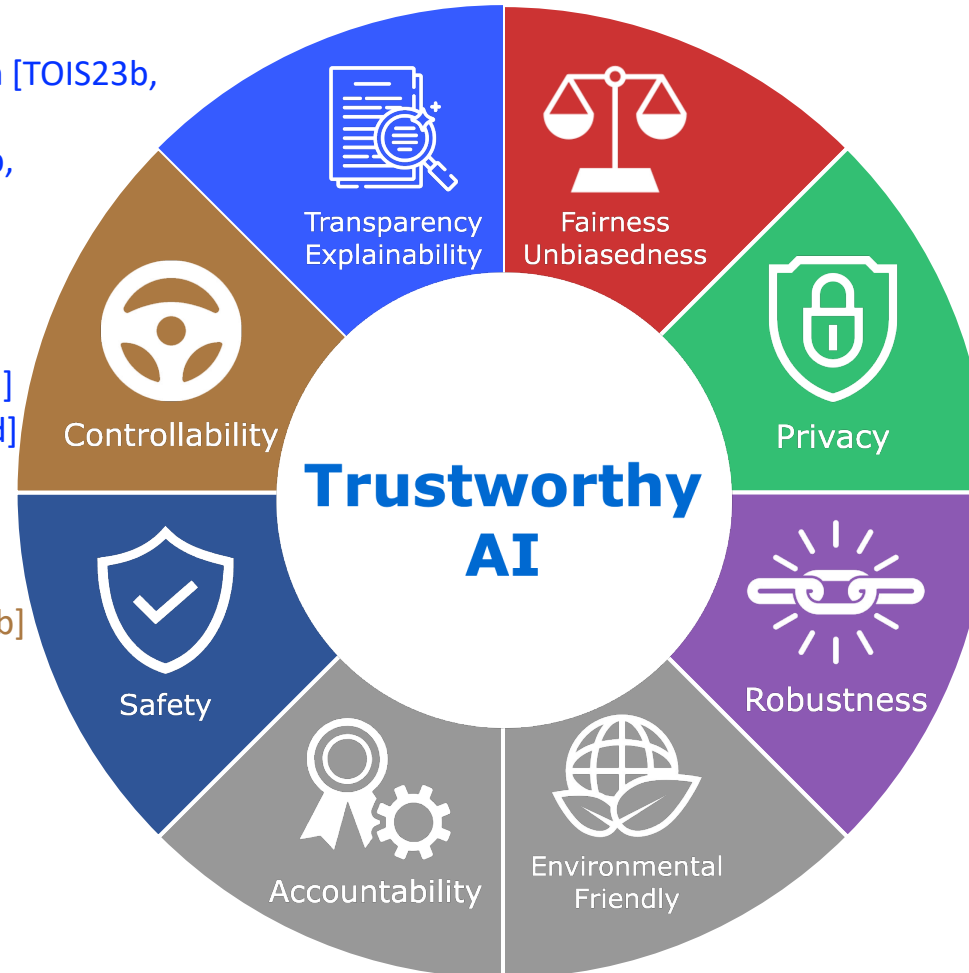 [TOIS23b,
Transparency
Explainability
Fairness
Unbiasedness
Controllability
Privacy
Trustworthy
AI
Safety
Robustness
Accountability
Environmental
Friendly